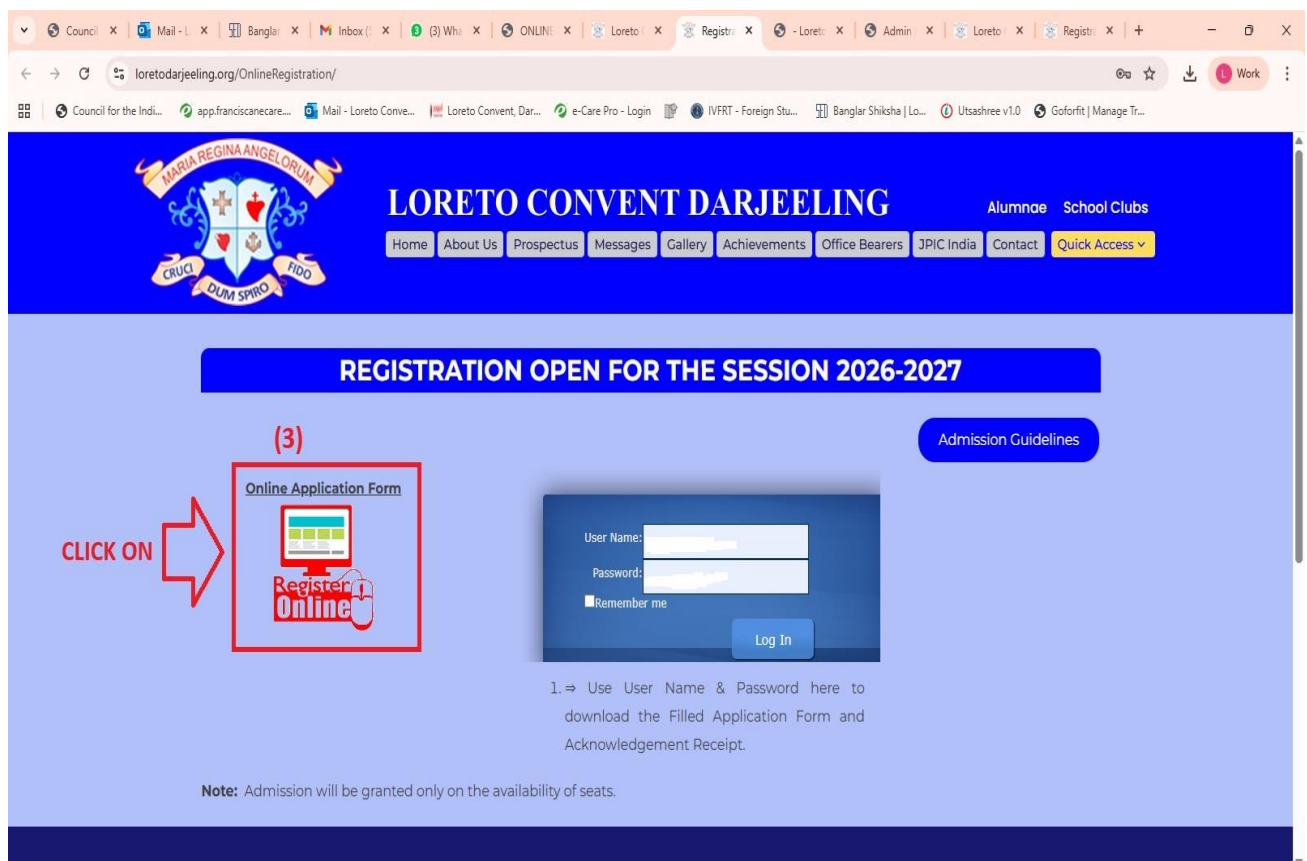 Council
Mail - L
Banglar
Inbox (5
(3) Wha
ONLINE
Loreto C
Registra
- Loreto
Admin
Loreto
Registra
loretodarjeeling.org/OnlineRegistration/
Work
Council for the Indi...
app.franciscanecare....
Mail - Loreto Conve...
Loreto Convent, Dar...
e-Care Pro - Login
IVFRT - Foreign Stu...
Banglar Shiksha | Lo...
Utsashree v1.0
Goforfit | Manage Tr...
MARIA REGINA ANGELORUM
CRUCI DUM SPIRO FIDO
LORETO CONVENT DARJEELING
Alumnae School Clubs
Home About Us Prospectus Messages Gallery Achievements Office Bearers JPIC India Contact Quick Access
REGISTRATION OPEN FOR THE SESSION 2026-2027
Admission Guidelines
(3)
Online Application Form
CLICK ON
Register
Online
User Name:
Password:
Remember me
Log In
1. ⇒ Use User Name & Password here to
download the Filled Application Form and
Acknowledgement Receipt.
Note: Admission will be granted only on the availability of seats.